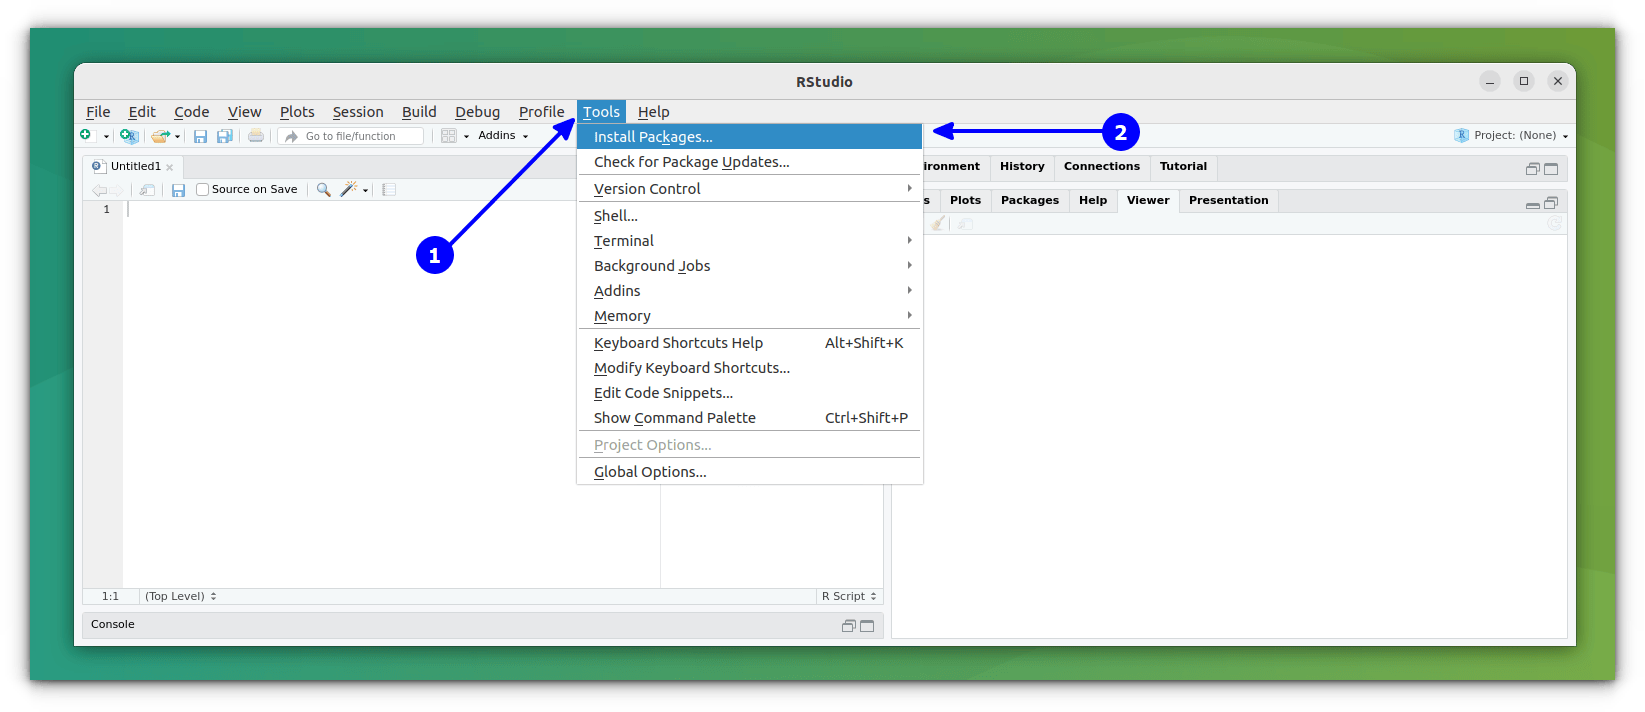 RStudio
File Edit Code View Plots Session Build Debug Profile Tools Help
Go to file/function Addins Project: (None)
Untitled1
Source on Save
1
Install Packages...
Check for Package Updates...
Version Control
Shell...
Terminal
Background Jobs
Addins
Memory
Keyboard Shortcuts Help Alt+Shift+K
Modify Keyboard Shortcuts...
Edit Code Snippets...
Show Command Palette Ctrl+Shift+P
Project Options...
Global Options...
1
2
ironment History Connections Tutorial
s Plots Packages Help Viewer Presentation
1:1 (Top Level) R Script
Console